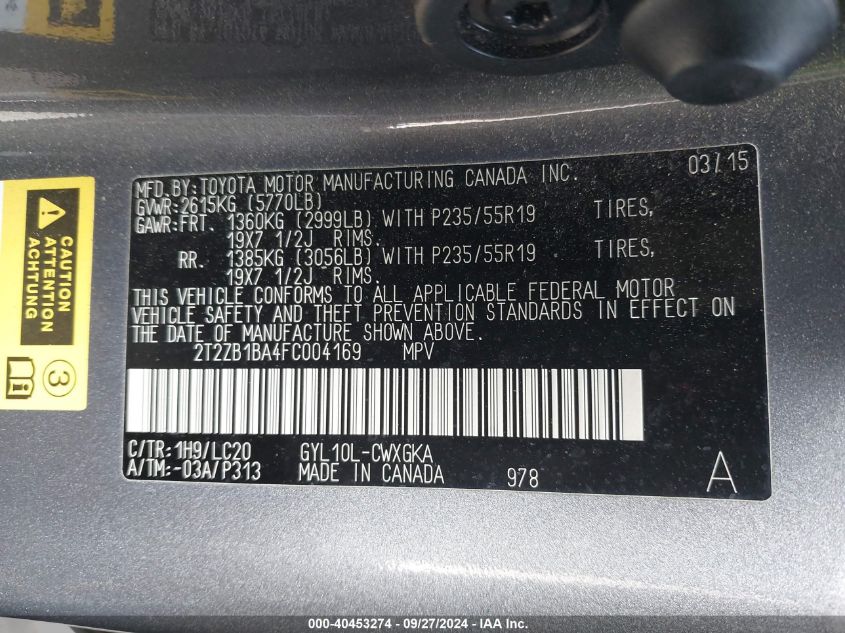 MFD. BY: TOYOTA MOTOR MANUFACTURING CANADA INC. 03/15
GVWR: 2615KG (5770LB)
GAWR: FRT. 1360KG (2999LB) WITH P235/55R19 TIRES,
19X7 1/2J RIMS.
RR. 1385KG (3056LB) WITH P235/55R19 TIRES,
19X7 1/2J RIMS.
THIS VEHICLE CONFORMS TO ALL APPLICABLE FEDERAL MOTOR
VEHICLE SAFETY AND THEFT PREVENTION STANDARDS IN EFFECT ON
THE DATE OF MANUFACTURE SHOWN ABOVE.
2T2ZB1BA4FC004169 MPV
C/TR: 1H9/LC20 GYL10L-CWXGKA
A/TM: -03A/P313 MADE IN CANADA 978 A
CAUTION
ATTENTION
ACHTUNG
3
000-40453274 - 09/27/2024 - IAA Inc.